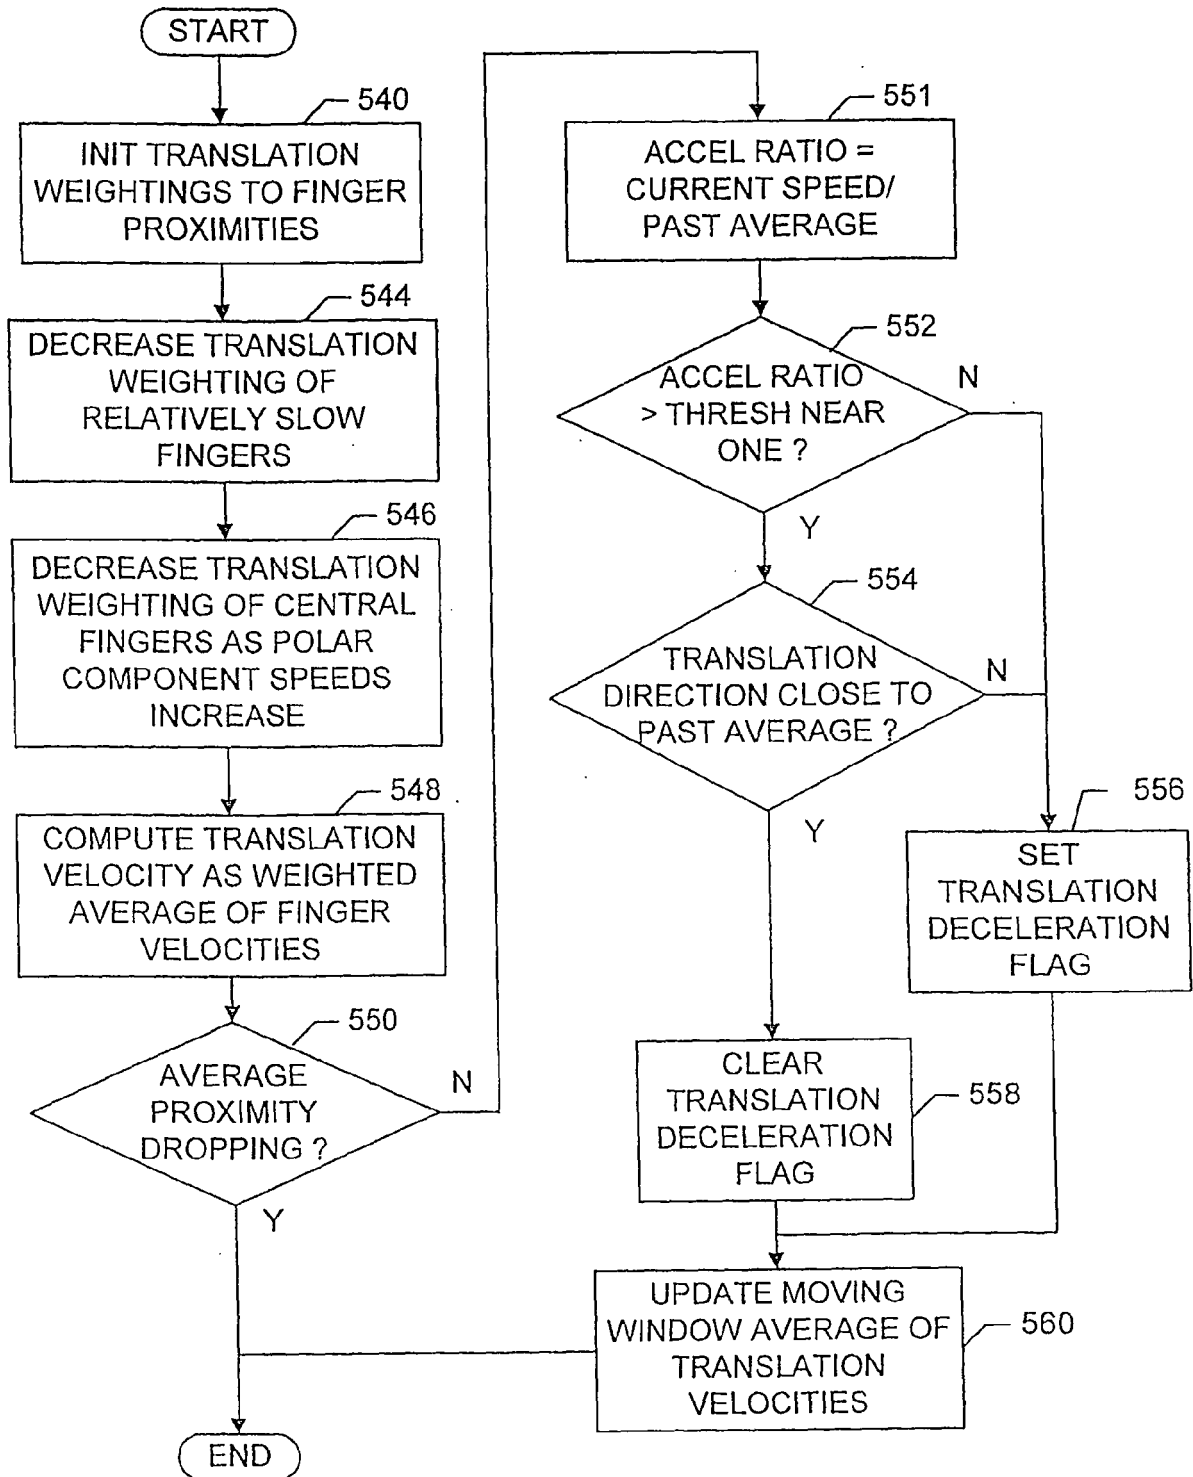 START
540
INIT TRANSLATION
WEIGHTINGS TO FINGER
PROXIMITIES
544
DECREASE TRANSLATION
WEIGHTING OF
RELATIVELY SLOW
FINGERS
546
DECREASE TRANSLATION
WEIGHTING OF CENTRAL
FINGERS AS POLAR
COMPONENT SPEEDS
INCREASE
548
COMPUTE TRANSLATION
VELOCITY AS WEIGHTED
AVERAGE OF FINGER
VELOCITIES
550
AVERAGE
PROXIMITY
DROPPING ?
N
Y
551
ACCEL RATIO =
CURRENT SPEED/
PAST AVERAGE
552
ACCEL RATIO
> THRESH NEAR
ONE ?
N
Y
554
TRANSLATION
DIRECTION CLOSE TO
PAST AVERAGE ?
N
Y
556
SET
TRANSLATION
DECELERATION
FLAG
558
CLEAR
TRANSLATION
DECELERATION
FLAG
560
UPDATE MOVING
WINDOW AVERAGE OF
TRANSLATION
VELOCITIES
END